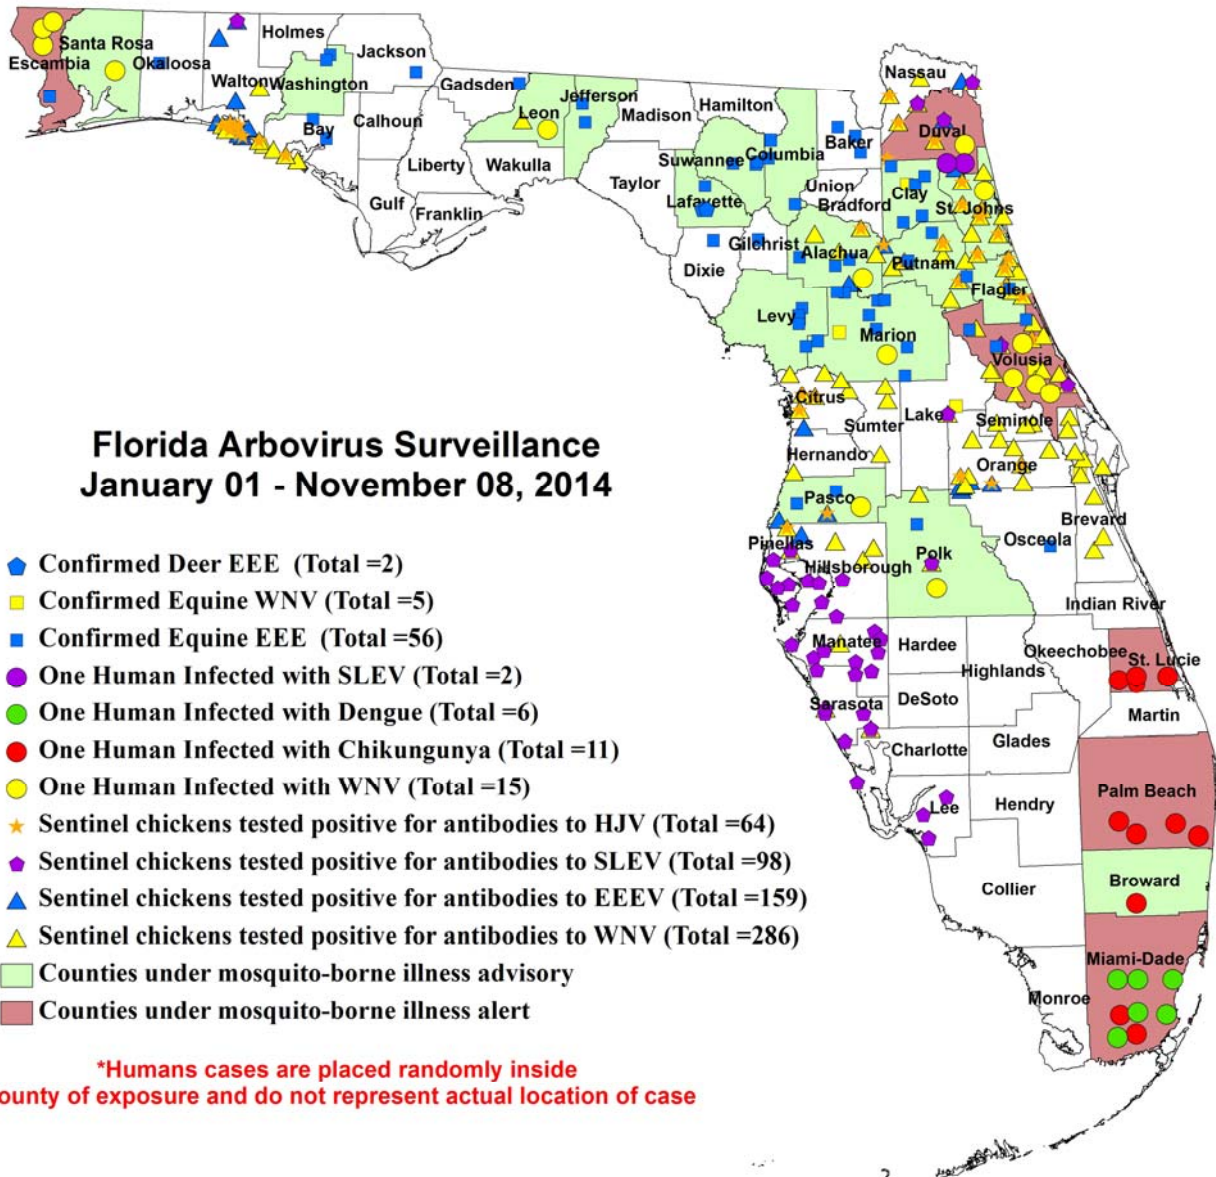 Holmes
Jackson
Santa Rosa
Escambia
Okaloosa
Walton
Washington
Gadsden
Jefferson
Leon
Madison
Hamilton
Bay
Calhoun
Liberty
Wakulla
Gulf
Franklin
Nassau
Duval
Baker
Suwannee
Columbia
Taylor
Lafayette
Union
Bradford
Clay
St. Johns
Gilchrist
Alachua
Putnam
Dixie
Flagler
Levy
Marion
Volusia
Citrus
Lake
Sumter
Seminole
Hernando
Orange
Pasco
Brevard
Osceola
Pinellas
Polk
Hillsborough
Indian River
Manatee
Hardee
Okeechobee
St. Lucie
Highlands
Sarasota
DeSoto
Martin
Charlotte
Glades
Lee
Hendry
Palm Beach
Collier
Broward
Miami-Dade
Monroe
Florida Arbovirus Surveillance
January 01 - November 08, 2014
Confirmed Deer EEE (Total =2)
Confirmed Equine WNV (Total =5)
Confirmed Equine EEE (Total =56)
One Human Infected with SLEV (Total =2)
One Human Infected with Dengue (Total =6)
One Human Infected with Chikungunya (Total =11)
One Human Infected with WNV (Total =15)
Sentinel chickens tested positive for antibodies to HJV (Total =64)
Sentinel chickens tested positive for antibodies to SLEV (Total =98)
Sentinel chickens tested positive for antibodies to EEEV (Total =159)
Sentinel chickens tested positive for antibodies to WNV (Total =286)
Counties under mosquito-borne illness advisory
Counties under mosquito-borne illness alert
*Humans cases are placed randomly inside
ounty of exposure and do not represent actual location of case